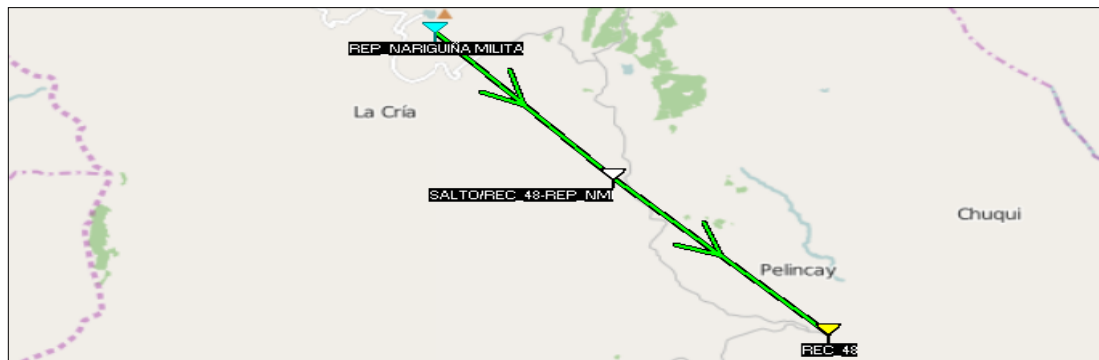 REP_NARIGUIÑA MILITA
La Cría
SALTO/REC_48-REP_NM
Chuqui
Pelincay
REC_48